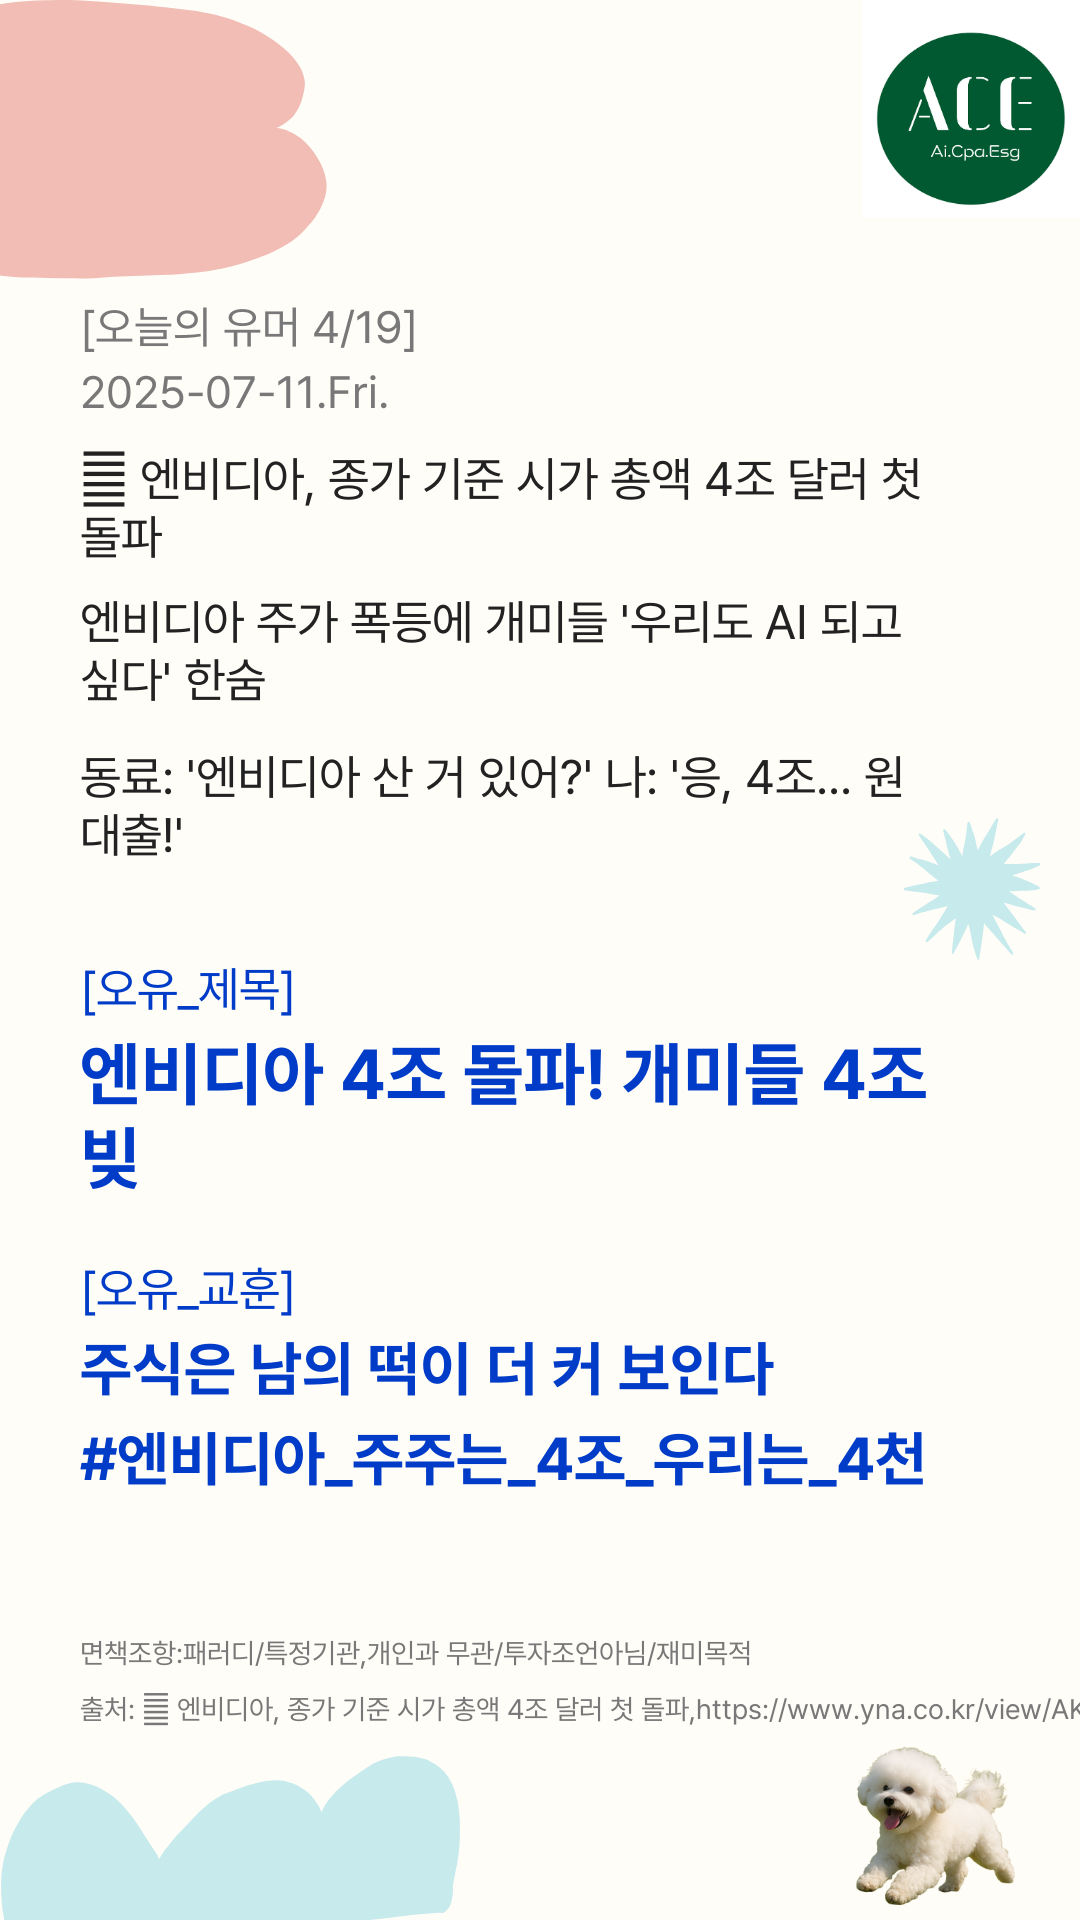 ACE
Ai.Cpa.Esg
[오늘의 유머 4/19]
2025-07-11.Fri.
엔비디아, 종가 기준 시가 총액 4조 달러 첫
돌파
엔비디아 주가 폭등에 개미들 '우리도 AI 되고
싶다' 한숨
동료: '엔비디아 산 거 있어?' 나: '응, 4조... 원
대출!'
[오유_제목]
엔비디아 4조 돌파! 개미들 4조
빚
[오유_교훈]
주식은 남의 떡이 더 커 보인다
#엔비디아_주주는_4조_우리는_4천
면책조항:패러디/특정기관,개인과 무관/투자조언아님/재미목적
출처: 𝄛 엔비디아, 종가 기준 시가 총액 4조 달러 첫 돌파,https://www.yna.co.kr/view/AK